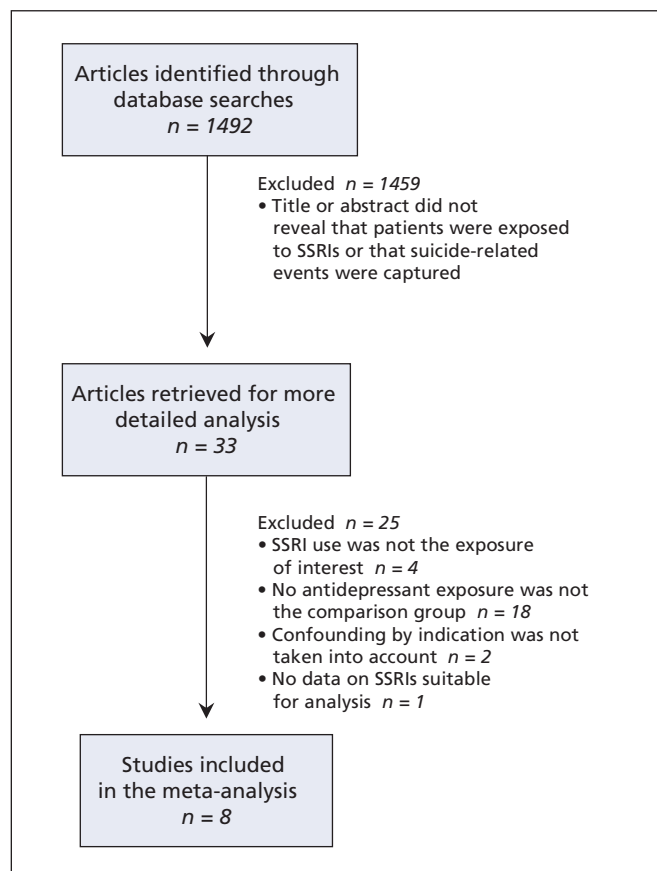 Articles identified through
database searches
n = 1492
Excluded n = 1459
• Title or abstract did not
reveal that patients were exposed
to SSRIs or that suicide-related
events were captured
Articles retrieved for more
detailed analysis
n = 33
Excluded n = 25
• SSRI use was not the exposure
of interest n = 4
• No antidepressant exposure was not
the comparison group n = 18
• Confounding by indication was not
taken into account n = 2
• No data on SSRIs suitable
for analysis n = 1
Studies included
in the meta-analysis
n = 8